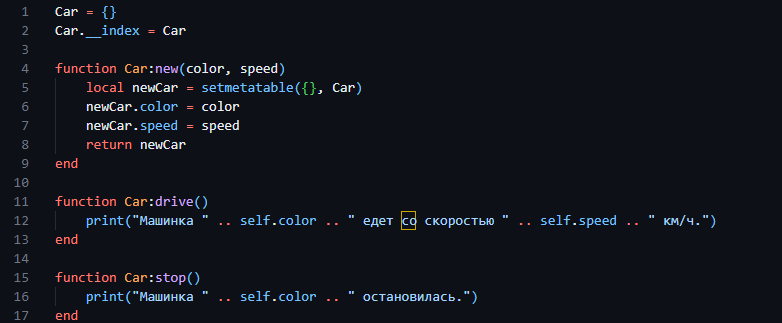 1 Car = {}
2 Car.__index = Car
3
4 function Car:new(color, speed)
5     local newCar = setmetatable({}, Car)
6     newCar.color = color
7     newCar.speed = speed
8     return newCar
9 end
10
11 function Car:drive()
12     print("Машинка " .. self.color .. " едет со скоростью " .. self.speed .. " км/ч.")
13 end
14
15 function Car:stop()
16     print("Машинка " .. self.color .. " остановилась.")
17 end